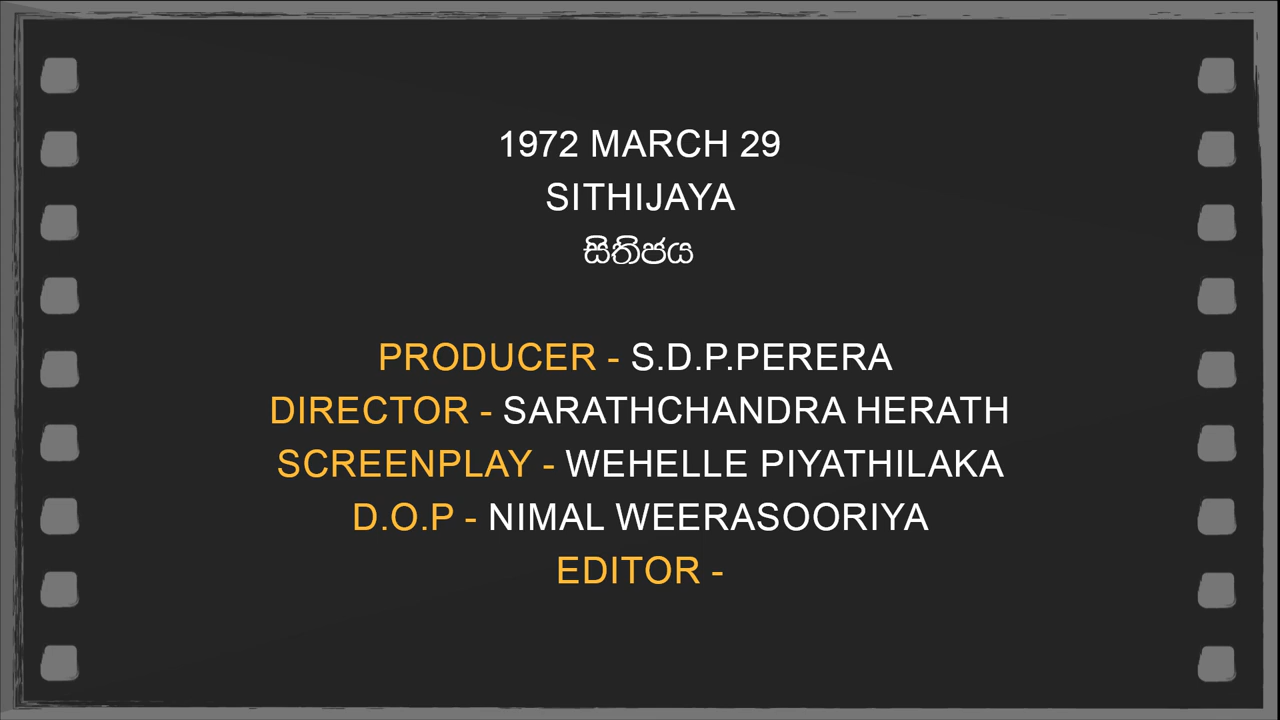 1972 MARCH 29
SITHIJAYA
සිතිජය
PRODUCER - S.D.P.PERERA
DIRECTOR - SARATHCHANDRA HERATH
SCREENPLAY - WEHELLE PIYATHILAKA
D.O.P - NIMAL WEERASOORIYA
EDITOR -